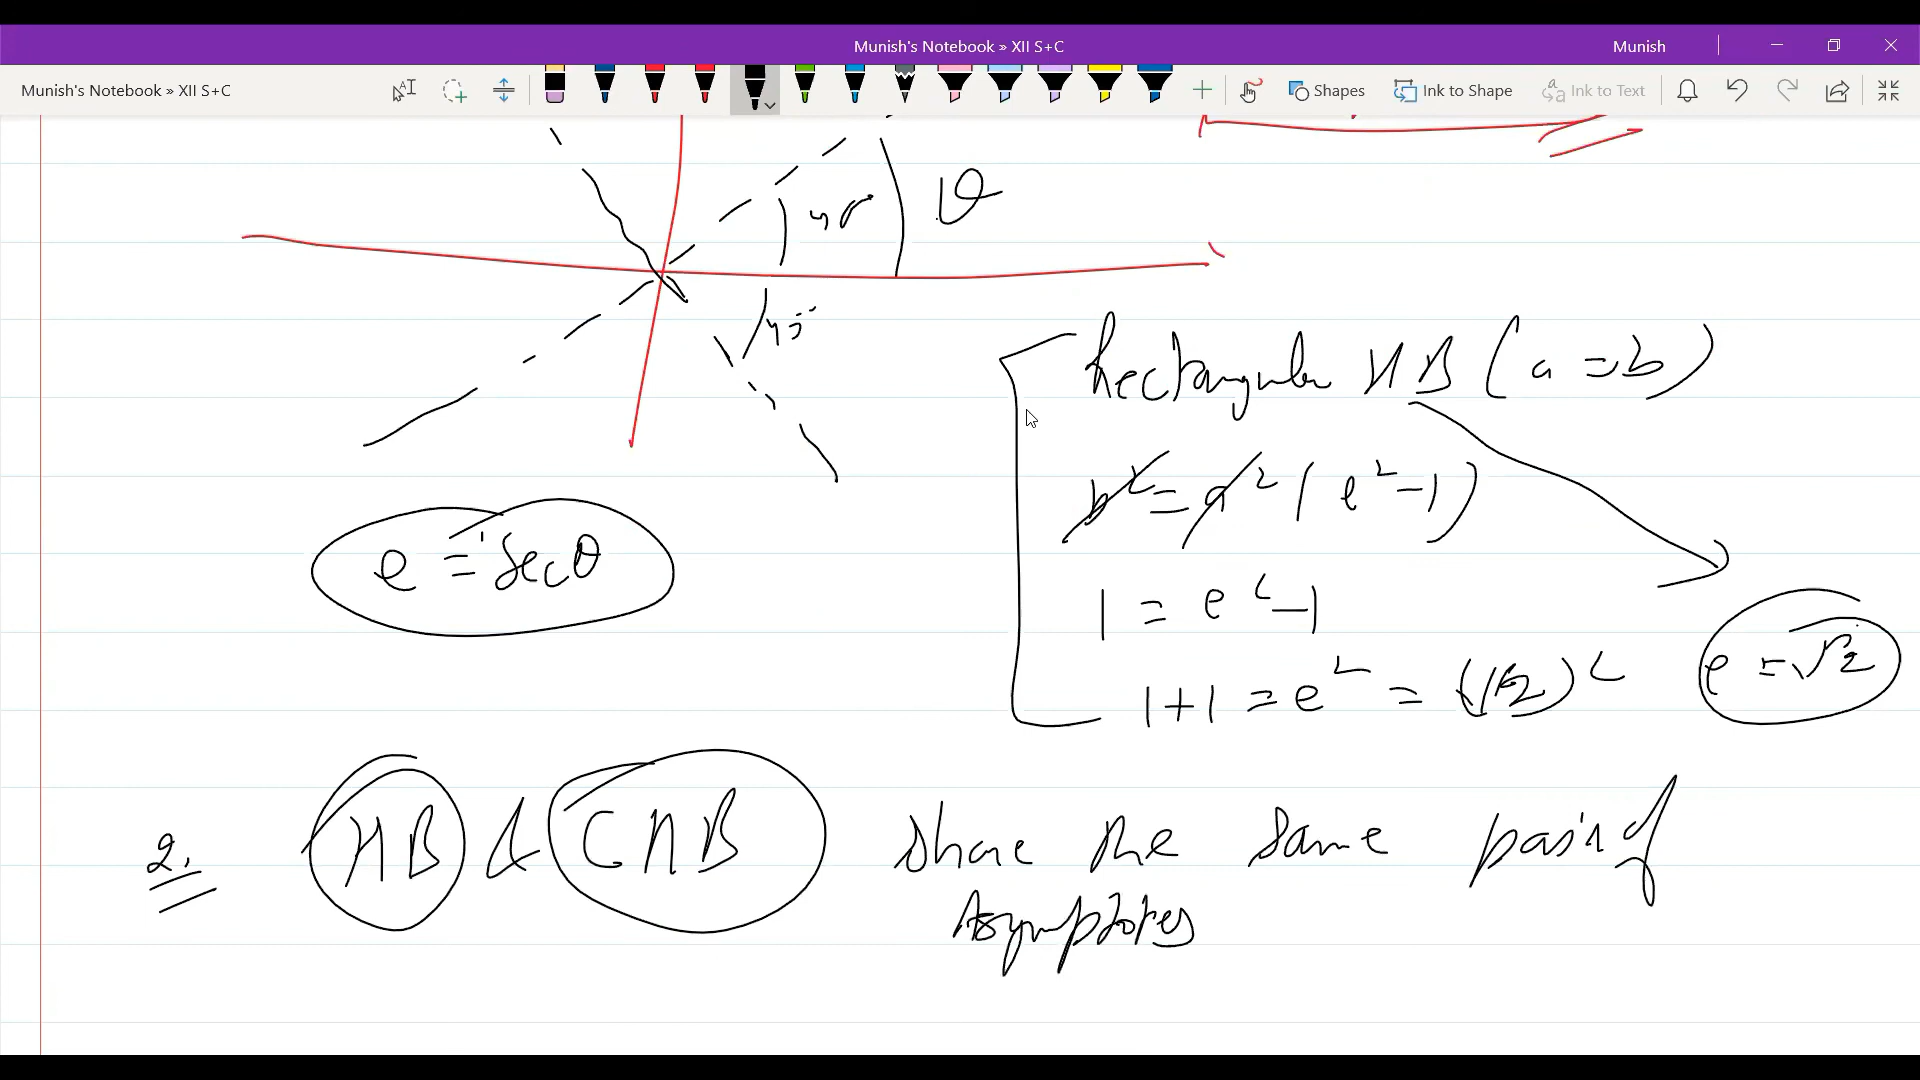 Munish's Notebook » XII S+C
Munish
Munish's Notebook » XII S+C
Shapes
Ink to Shape
Ink to Text
θ
45°
45°
Rectangular HB (a = b)
b² = a² (e² - 1)
1 = e² - 1
1 + 1 = e² = (√2)²
e = √2
e = sec θ
2. HB & CHB share the same pair of
Asymptotes